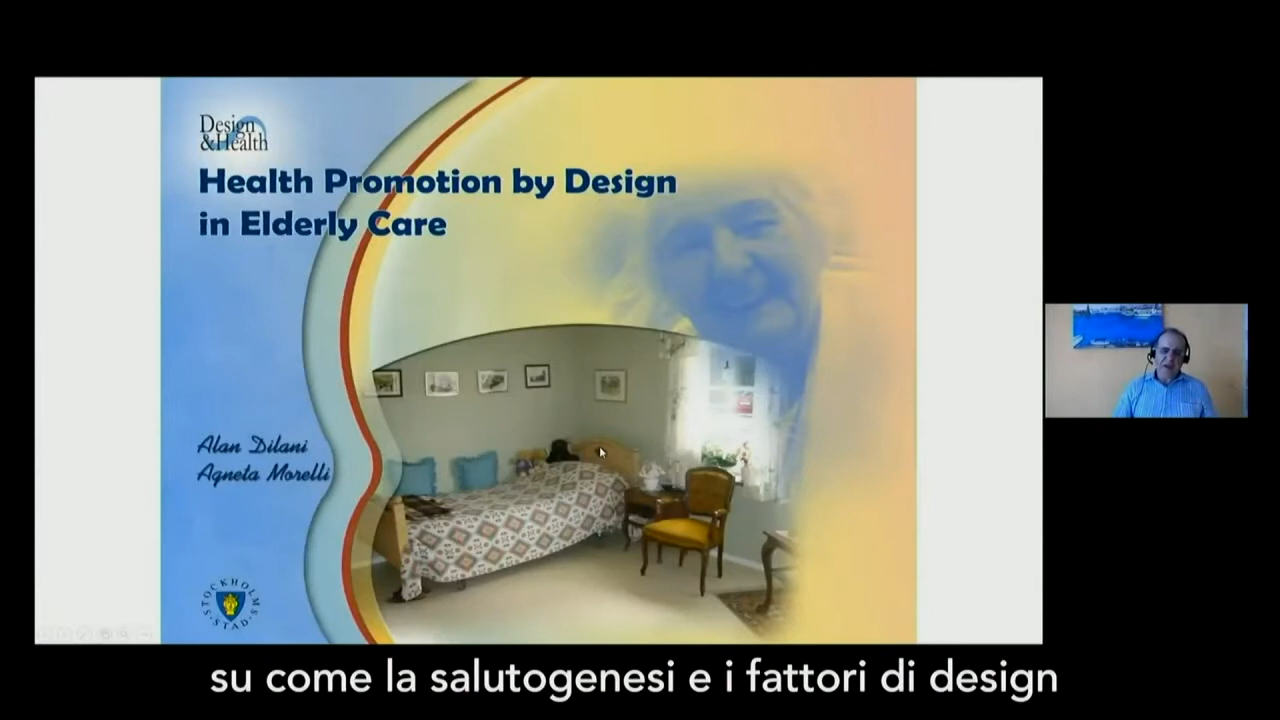 Design
&Health
Health Promotion by Design
in Elderly Care
Alan Dilani
Agneta Morelli
STOCKHOLMS
STAD
su come la salutogenesi e i fattori di design